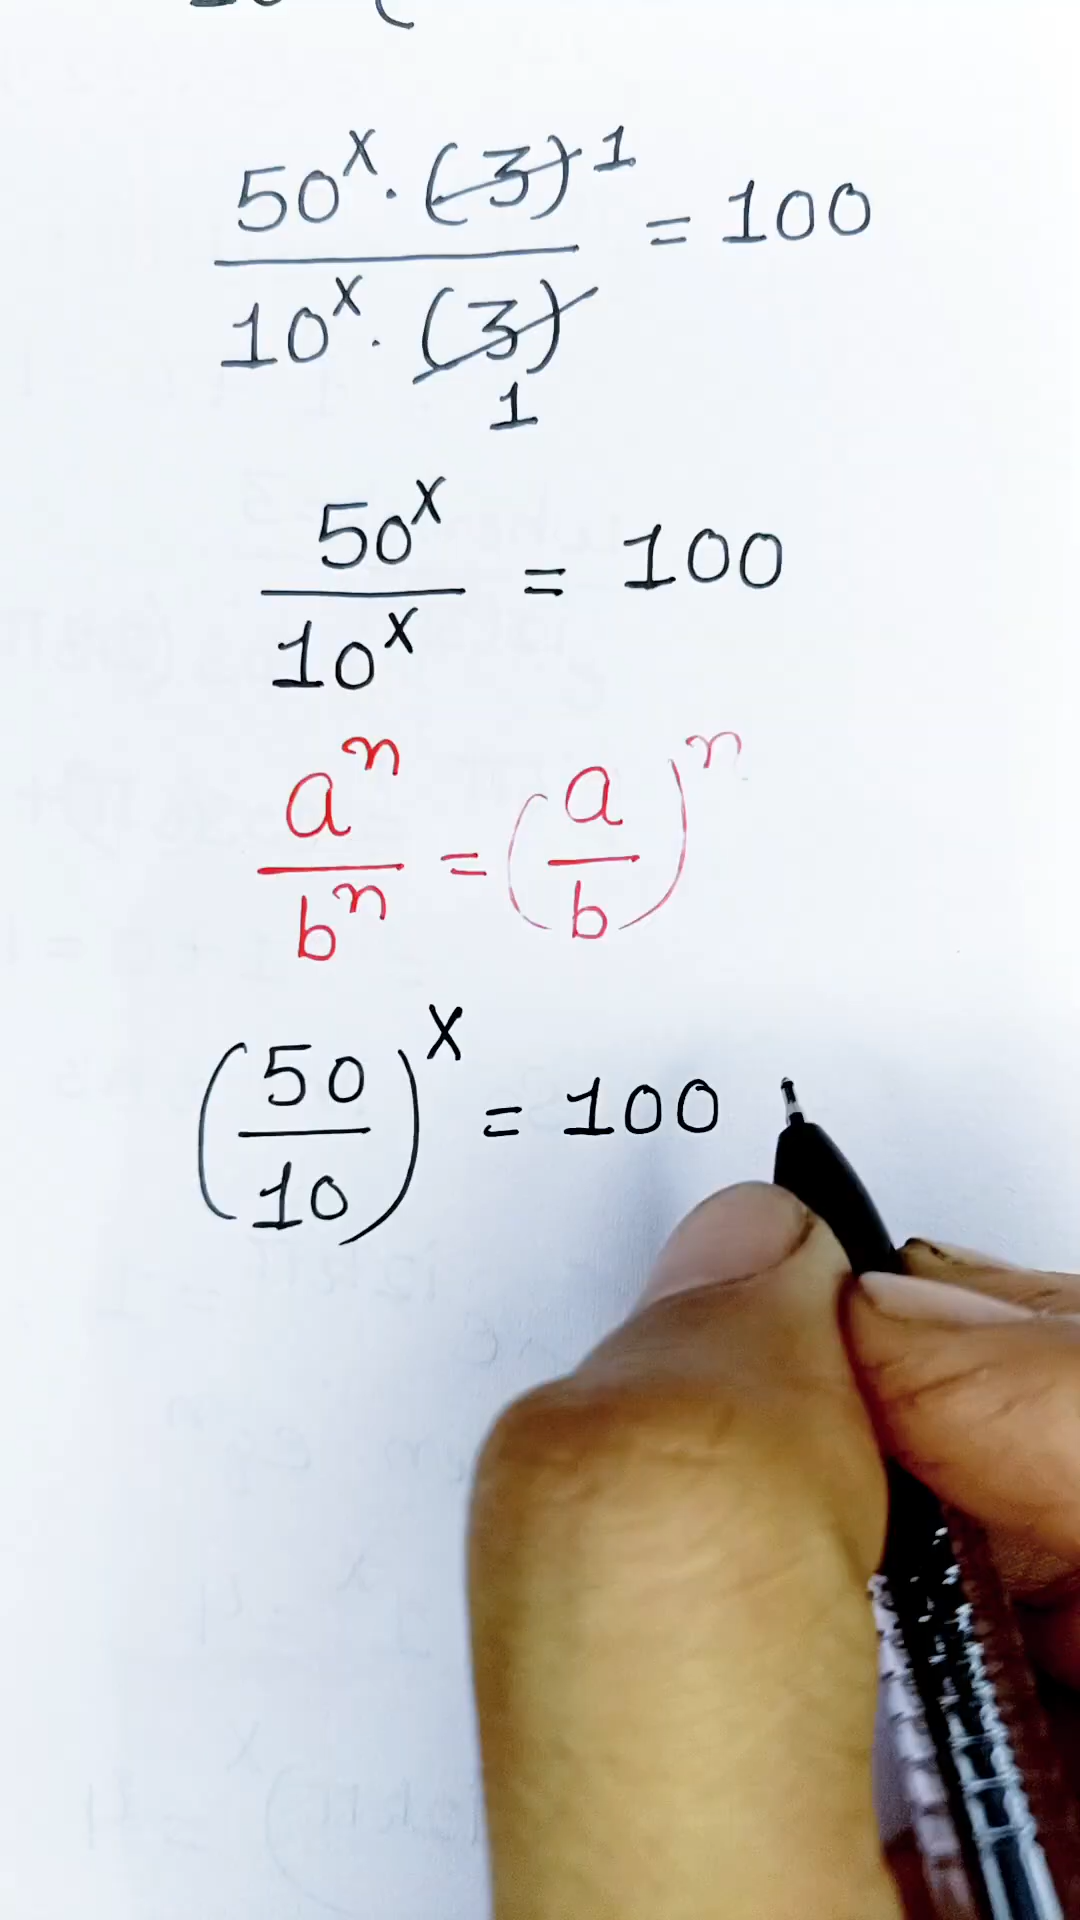 50^x · (3) 1 / 10^x · (3) 1 = 100
50^x / 10^x = 100
a^n / b^n = (a / b)^n
(50 / 10)^x = 100